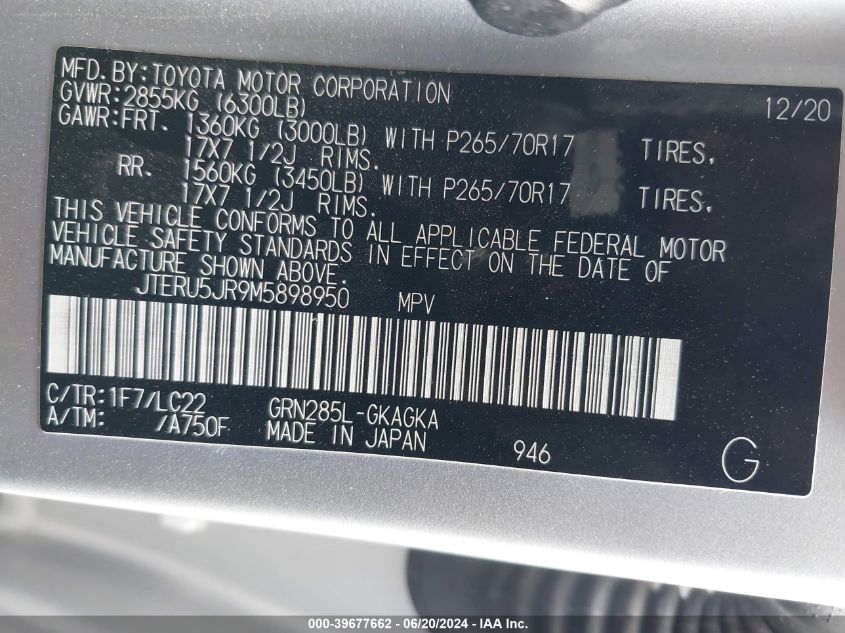 MFD. BY: TOYOTA MOTOR CORPORATION 12/20
GVWR: 2855KG (6300LB)
GAWR: FRT. 1360KG (3000LB) WITH P265/70R17 TIRES.
17X7 1/2J RIMS.
RR. 1560KG (3450LB) WITH P265/70R17 TIRES.
17X7 1/2J RIMS.
THIS VEHICLE CONFORMS TO ALL APPLICABLE FEDERAL MOTOR
VEHICLE SAFETY STANDARDS IN EFFECT ON THE DATE OF
MANUFACTURE SHOWN ABOVE.
JTERU5JR9M5898950 MPV
C/TR: 1F7/LC22 GRN285L-GKAGKA
A/TM: /A750F MADE IN JAPAN 946 G
000-39677662 / 06/20/2024 - IAA Inc.